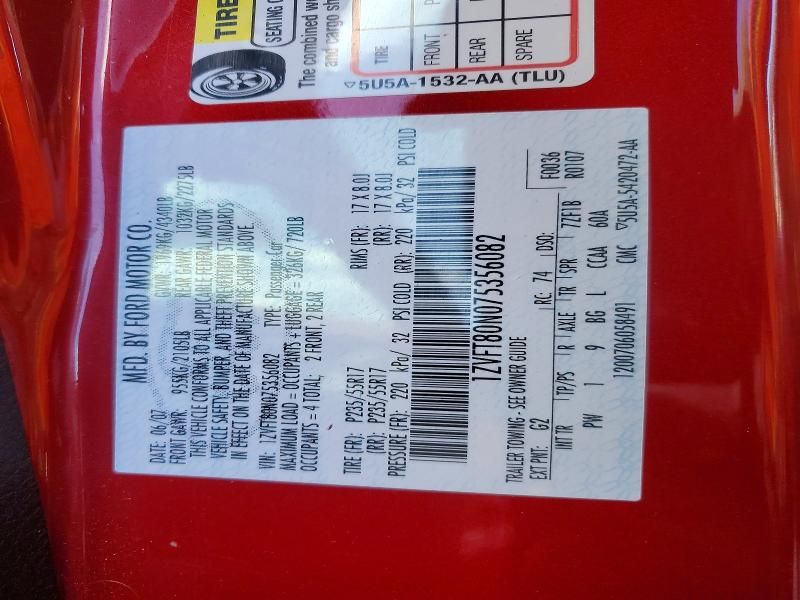 TIRE
SEATING
The combined
and cargo
TIRE
FRONT
REAR
SPARE
5U5A-1532-AA (TLU)
MFD. BY FORD MOTOR CO.
DATE: 06/07 GVWR: 4340LB
FRONT GAWR: 955KG/2105LB REAR GAWR: 1032KG/2275LB
THIS VEHICLE CONFORMS TO ALL APPLICABLE FEDERAL MOTOR
VEHICLE SAFETY, BUMPER, AND THEFT PREVENTION STANDARDS
IN EFFECT ON THE DATE OF MANUFACTURE SHOWN ABOVE.
VIN: 1ZVFT80N075356082 TYPE: Passenger Car
MAXIMUM LOAD = OCCUPANTS + LUGGAGE = 326KG/720LB
OCCUPANTS = 4 TOTAL; 2 FRONT, 2 REAR
TIRE (FR): P235/55R17 RIMS (FR): 17 X 8.0J
(RR): P235/55R17 (RR): 17 X 8.0J
PRESSURE (FR): 220 kPa/ 32 PSI COLD (RR): 220 kPa/ 32 PSI COLD
1ZVFT80N075356082
TRAILER TOWING - SEE OWNER GUIDE F0036
R0107
EXT PNT: G2 RC: 74 DSO:
INT TR TP/PS R AXLE TR SPR 7ZF1B
PW 1 9 BG L CCAA 60A
1200706058491 CMC 5U5A-5420472-AA